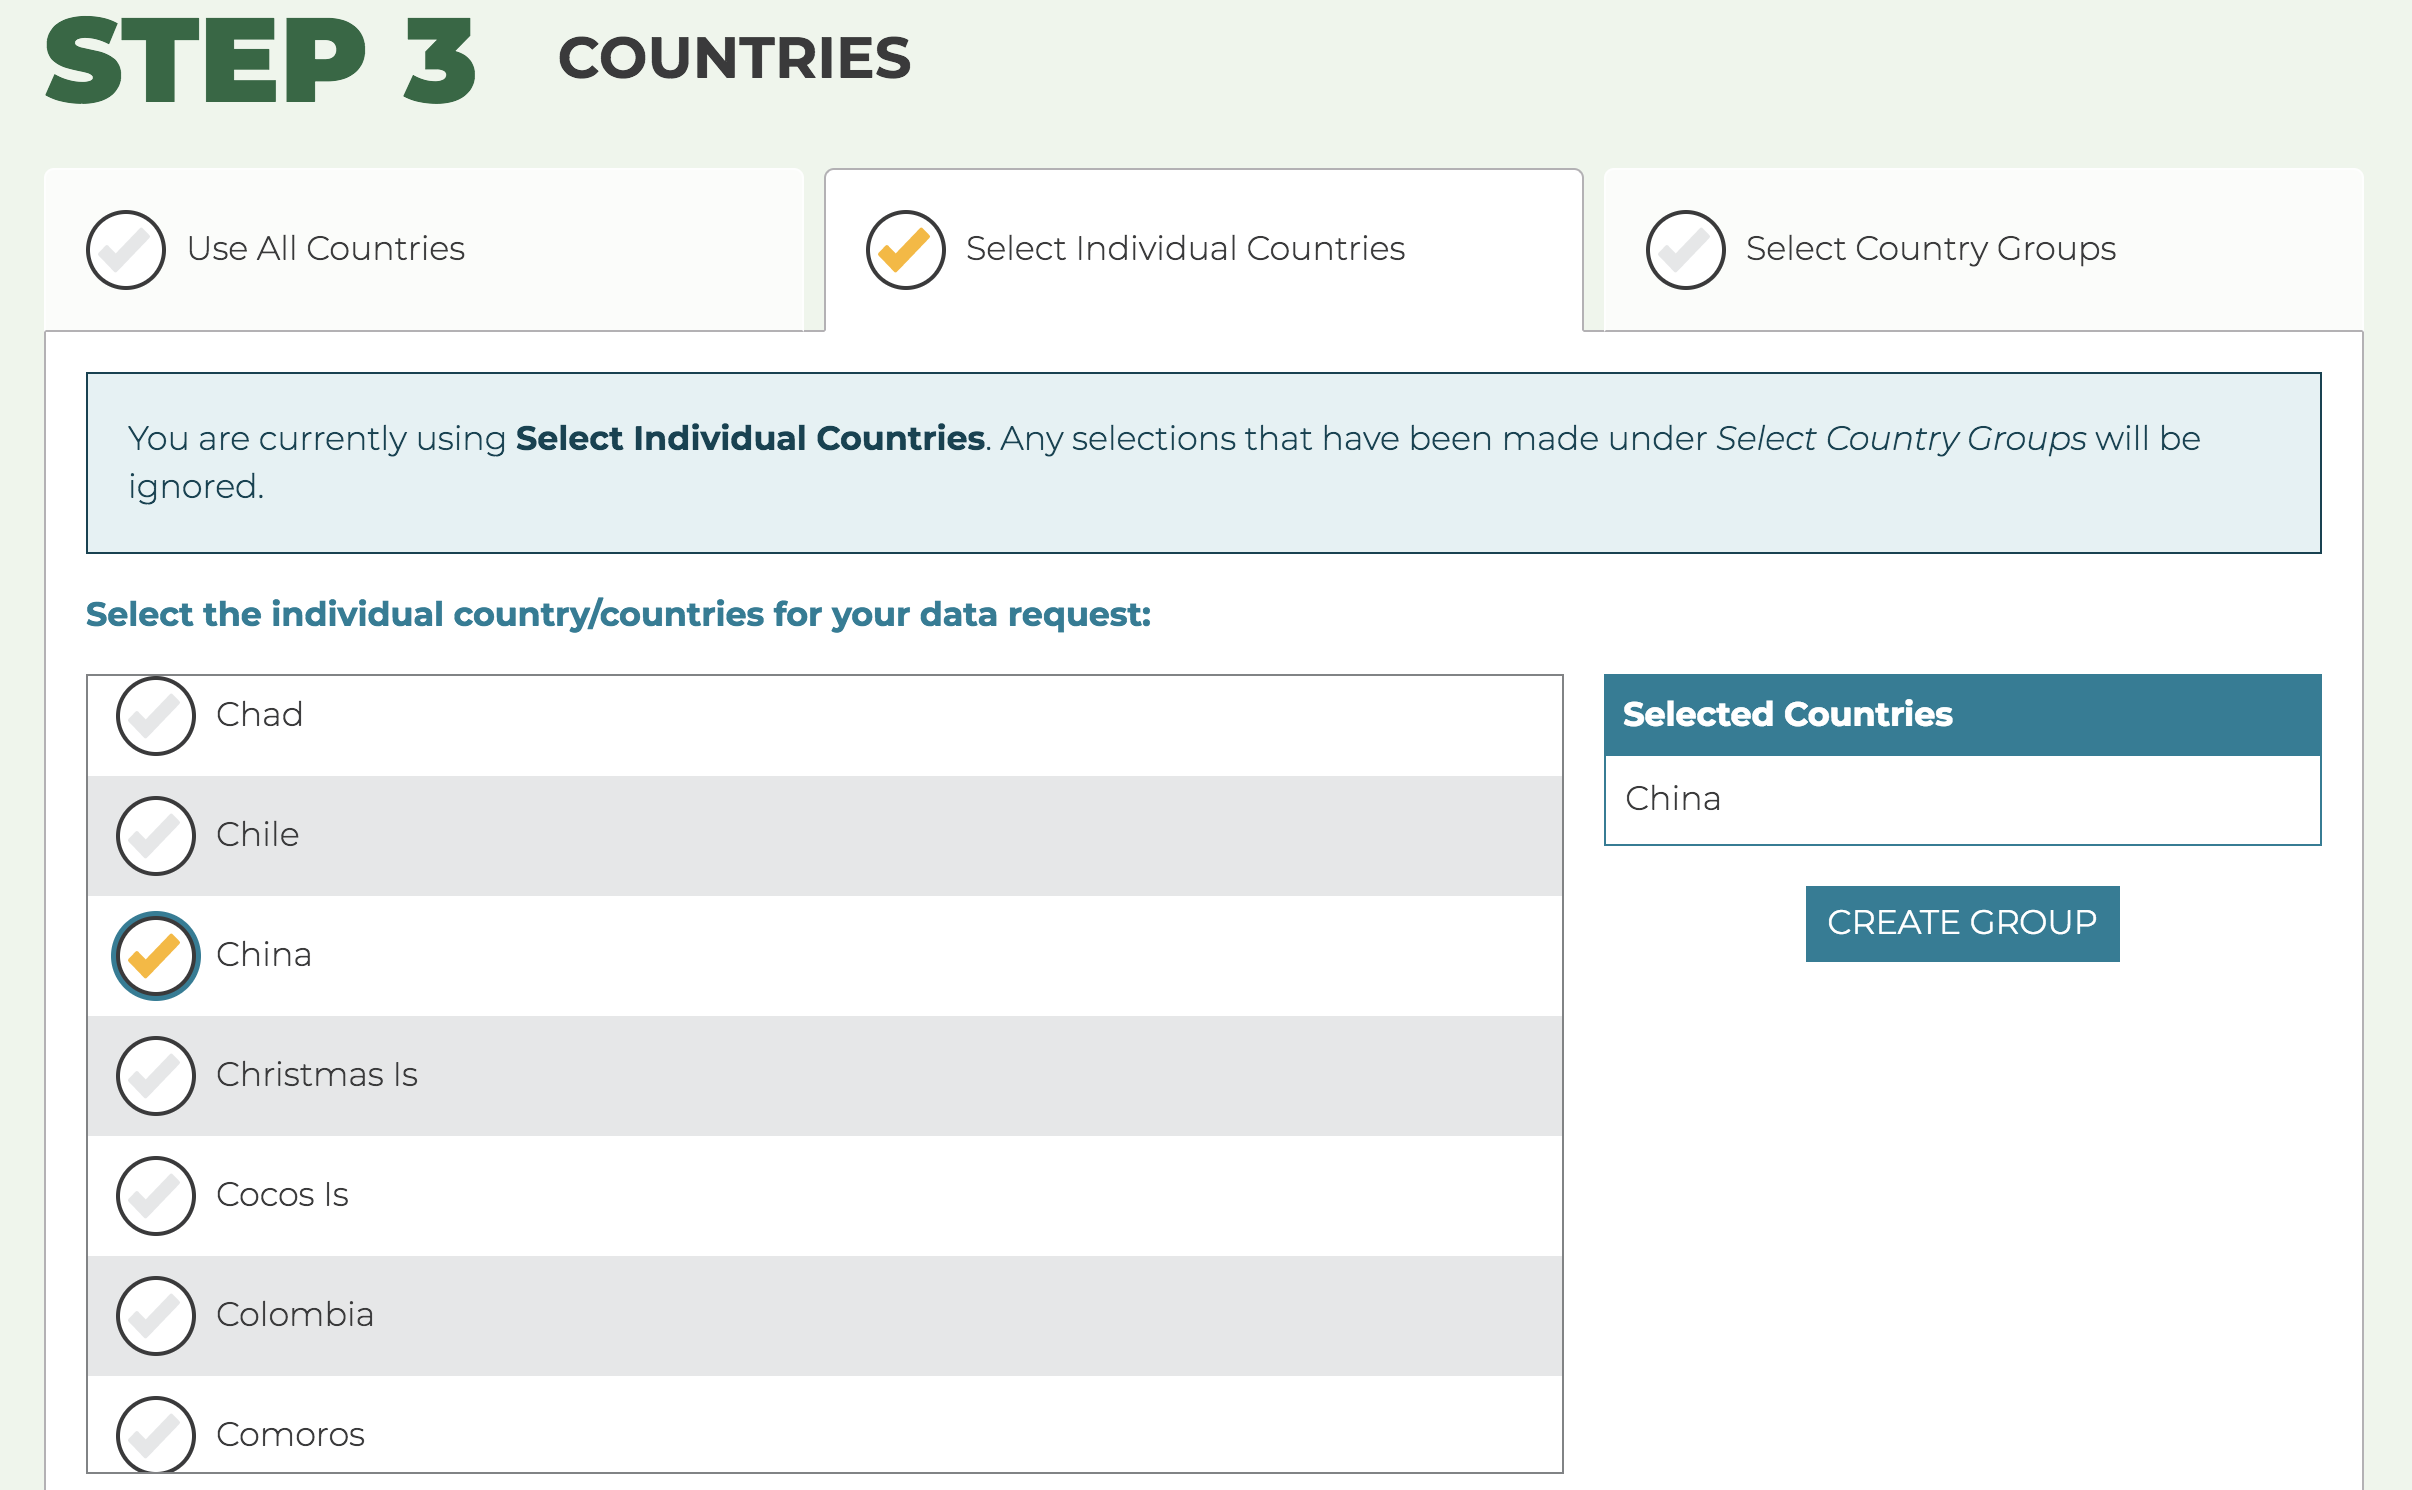 STEP 3 COUNTRIES
Use All Countries
Select Individual Countries
Select Country Groups
You are currently using Select Individual Countries. Any selections that have been made under Select Country Groups will be
ignored.
Select the individual country/countries for your data request:
Chad
Chile
China
Christmas Is
Cocos Is
Colombia
Comoros
Selected Countries
China
CREATE GROUP